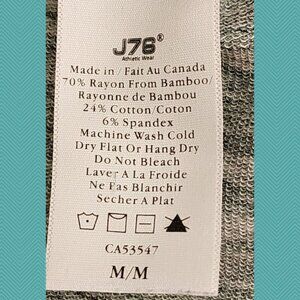 J76®
Athletic Wear
Made in/Fait Au Canada
70% Rayon From Bamboo/
Rayonne de Bambou
24% Cotton/Coton
6% Spandex
Machine Wash Cold
Dry Flat Or Hang Dry
Do Not Bleach
Laver A La Froide
Ne Pas Blanchir
Secher A Plat
CA53547
M/M